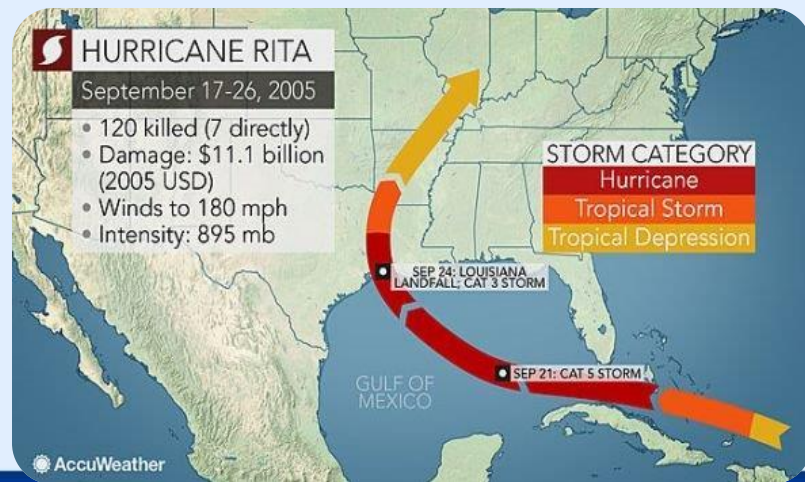 HURRICANE RITA
September 17-26, 2005
• 120 killed (7 directly)
• Damage: $11.1 billion
(2005 USD)
• Winds to 180 mph
• Intensity: 895 mb
STORM CATEGORY
Hurricane
Tropical Storm
Tropical Depression
SEP 24: LOUISIANA
LANDFALL; CAT 3 STORM
SEP 21: CAT 5 STORM
GULF OF
MEXICO
AccuWeather